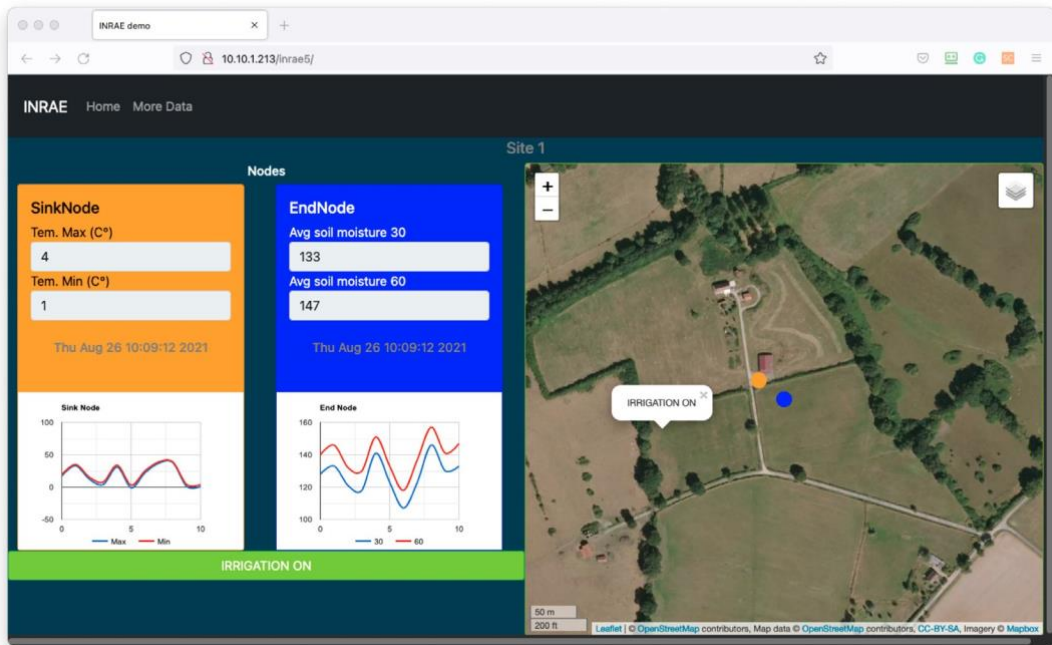 INRAE demo
10.10.1.213/inrae5/
INRAE Home More Data
Site 1
Nodes
SinkNode
Tem. Max (C°)
4
Tem. Min (C°)
1
Thu Aug 26 10:09:12 2021
Sink Node
100
50
0
-50
0 5 10
Max Min
EndNode
Avg soil moisture 30
133
Avg soil moisture 60
147
Thu Aug 26 10:09:12 2021
End Node
160
140
120
100
0 5 10
30 60
IRRIGATION ON
+
−
IRRIGATION ON ×
50 m
200 ft
Leaflet | © OpenStreetMap contributors, Map data © OpenStreetMap contributors, CC-BY-SA, Imagery © Mapbox